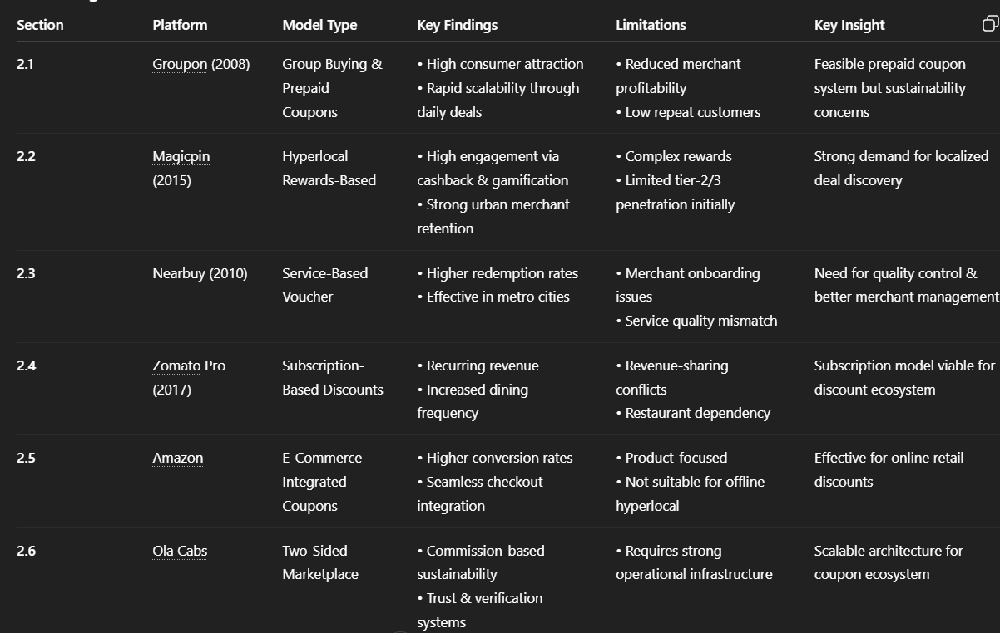 Section Platform Model Type Key Findings Limitations Key Insight
2.1 Groupon (2008) Group Buying & • High consumer attraction • Reduced merchant Feasible prepaid coupon
Prepaid • Rapid scalability through profitability system but sustainability
Coupons daily deals • Low repeat customers concerns
2.2 Magicpin Hyperlocal • High engagement via • Complex rewards Strong demand for localized
(2015) Rewards-Based cashback & gamification • Limited tier-2/3 deal discovery
• Strong urban merchant penetration initially
retention
2.3 Nearbuy (2010) Service-Based • Higher redemption rates • Merchant onboarding Need for quality control &
Voucher • Effective in metro cities issues better merchant management
• Service quality mismatch
2.4 Zomato Pro Subscription- • Recurring revenue • Revenue-sharing Subscription model viable for
(2017) Based Discounts • Increased dining conflicts discount ecosystem
frequency • Restaurant dependency
2.5 Amazon E-Commerce • Higher conversion rates • Product-focused Effective for online retail
Integrated • Seamless checkout • Not suitable for offline discounts
Coupons integration hyperlocal
2.6 Ola Cabs Two-Sided • Commission-based • Requires strong Scalable architecture for
Marketplace sustainability operational infrastructure coupon ecosystem
• Trust & verification
systems